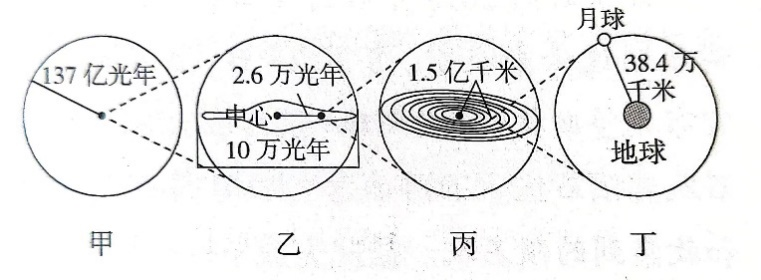 月球
137 亿光年
2.6 万光年
中心
10 万光年
1.5 亿千米
38.4 万
千米
地球
甲
乙
丙
丁